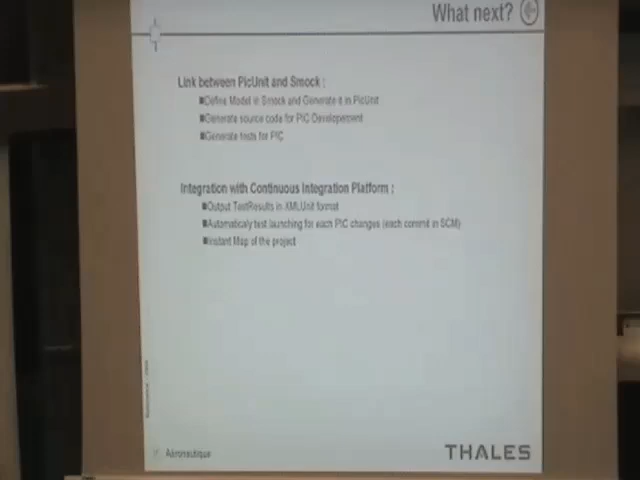 What next?
Link between PicUnit and Smock :
Define Model in Smock and Generate it in PicUnit
Generate source code for PIC Developement
Generate tests for PIC
Integration with Continuous Integration Platform :
Output TestResults in XMLUnit format
Automaticaly test launching for each PIC changes (each commit in SCM)
Instant Map of the project
Aéronautique
THALES